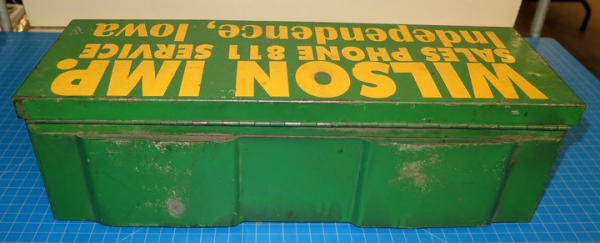 WILSON IMP.
SALES PHONE 811 SERVICE
Independence, Iowa